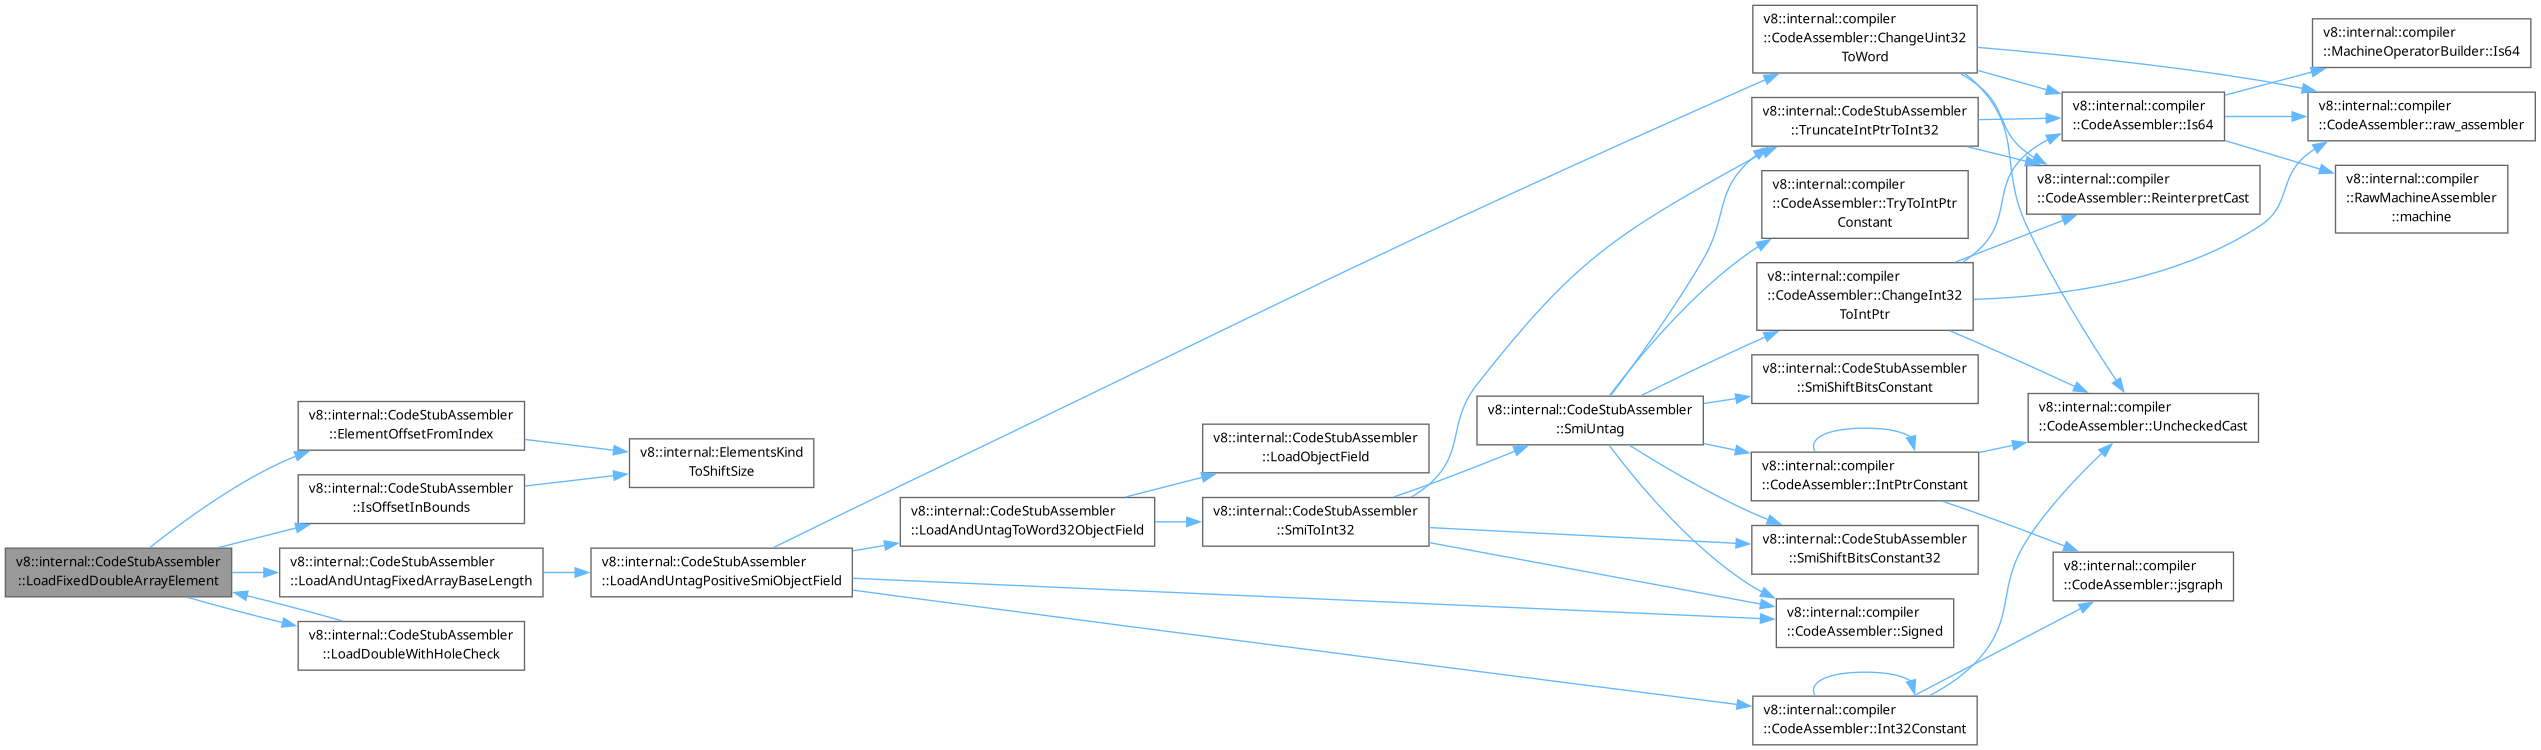 v8::internal::CodeStubAssembler
::LoadFixedDoubleArrayElement
v8::internal::CodeStubAssembler
::ElementOffsetFromIndex
v8::internal::CodeStubAssembler
::IsOffsetInBounds
v8::internal::CodeStubAssembler
::LoadAndUntagFixedArrayBaseLength
v8::internal::CodeStubAssembler
::LoadDoubleWithHoleCheck
v8::internal::ElementsKind
ToShiftSize
v8::internal::CodeStubAssembler
::LoadAndUntagPositiveSmiObjectField
v8::internal::CodeStubAssembler
::LoadAndUntagToWord32ObjectField
v8::internal::CodeStubAssembler
::LoadObjectField
v8::internal::CodeStubAssembler
::SmiToInt32
v8::internal::CodeStubAssembler
::SmiUntag
v8::internal::compiler
::CodeAssembler::ChangeUint32
ToWord
v8::internal::CodeStubAssembler
::TruncateIntPtrToInt32
v8::internal::compiler
::CodeAssembler::TryToIntPtr
Constant
v8::internal::compiler
::CodeAssembler::ChangeInt32
ToIntPtr
v8::internal::CodeStubAssembler
::SmiShiftBitsConstant
v8::internal::compiler
::CodeAssembler::IntPtrConstant
v8::internal::CodeStubAssembler
::SmiShiftBitsConstant32
v8::internal::compiler
::CodeAssembler::Signed
v8::internal::compiler
::CodeAssembler::Int32Constant
v8::internal::compiler
::CodeAssembler::Is64
v8::internal::compiler
::CodeAssembler::ReinterpretCast
v8::internal::compiler
::CodeAssembler::UncheckedCast
v8::internal::compiler
::CodeAssembler::jsgraph
v8::internal::compiler
::MachineOperatorBuilder::Is64
v8::internal::compiler
::CodeAssembler::raw_assembler
v8::internal::compiler
::RawMachineAssembler
::machine